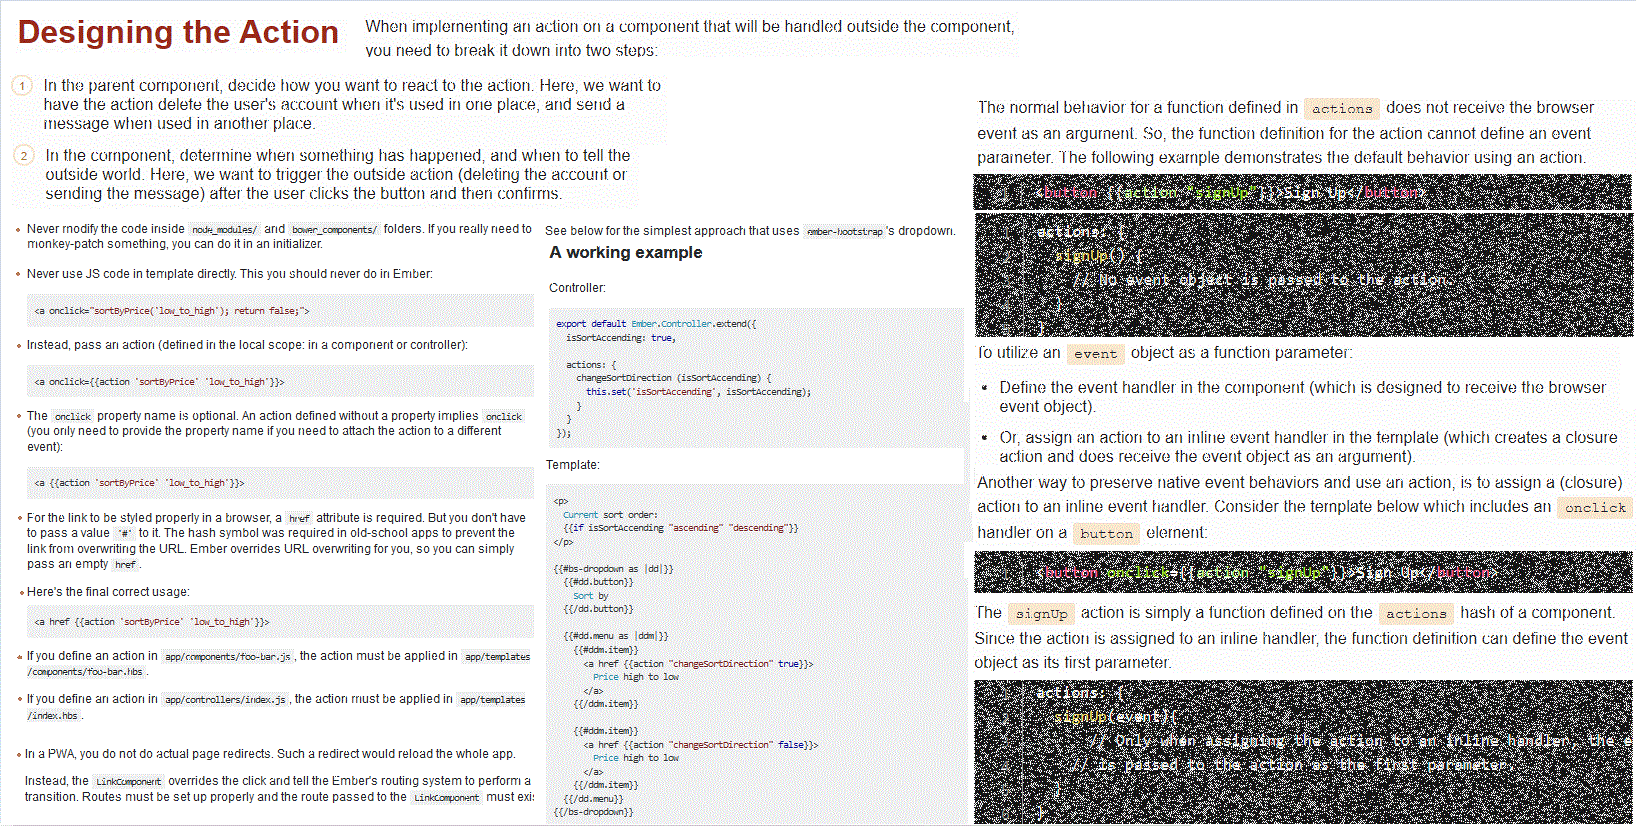 Designing the Action
When implementing an action on a component that will be handled outside the component,
you need to break it down into two steps:
1 In the parent component, decide how you want to react to the action. Here, we want to
have the action delete the user's account when it's used in one place, and send a
message when used in another place.
2 In the component, determine when something has happened, and when to tell the
outside world. Here, we want to trigger the outside action (deleting the account or
sending the message) after the user clicks the button and then confirms.
• Never modify the code inside node_modules/ and bower_components/ folders. If you really need to
monkey-patch something, you can do it in an initializer.
• Never use JS code in template directly. This you should never do in Ember:
<a onclick="sortByPrice('low_to_high'); return false;">
• Instead, pass an action (defined in the local scope: in a component or controller):
<a onclick={{action 'sortByPrice' 'low_to_high'}}>
• The onclick property name is optional. An action defined without a property implies onclick
(you only need to provide the property name if you need to attach the action to a different
event):
<a {{action 'sortByPrice' 'low_to_high'}}>
• For the link to be styled properly in a browser, a href attribute is required. But you don't have
to pass a value '#' to it. The hash symbol was required in old-school apps to prevent the
link from overwriting the URL. Ember overrides URL overwriting for you, so you can simply
pass an empty href.
• Here's the final correct usage:
<a href {{action 'sortByPrice' 'low_to_high'}}>
• If you define an action in app/components/foo-bar.js, the action must be applied in app/templates
/components/foo-bar.hbs.
• If you define an action in app/controllers/index.js, the action must be applied in app/templates
/index.hbs.
• In a PWA, you do not do actual page redirects. Such a redirect would reload the whole app.
Instead, the LinkComponent overrides the click and tell the Ember's routing system to perform a
transition. Routes must be set up properly and the route passed to the LinkComponent must exis
See below for the simplest approach that uses ember-bootstrap's dropdown.
A working example
Controller:
export default Ember.Controller.extend({
isSortAccending: true,
actions: {
changeSortDirection (isSortAccending) {
this.set('isSortAccending', isSortAccending);
}
}
});
Template:
<p>
Current sort order:
{{if isSortAccending "ascending" "descending"}}
</p>
{{#bs-dropdown as |dd|}}
{{#dd.button}}
Sort by
{{/dd.button}}
{{#dd.menu as |ddm|}}
{{#ddm.item}}
<a href {{action "changeSortDirection" true}}>
Price high to low
</a>
{{/ddm.item}}
{{#ddm.item}}
<a href {{action "changeSortDirection" false}}>
Price high to low
</a>
{{/ddm.item}}
{{/dd.menu}}
{{/bs-dropdown}}
The normal behavior for a function defined in actions does not receive the browser
event as an argument. So, the function definition for the action cannot define an event
parameter. The following example demonstrates the default behavior using an action.
<button {{action "signUp"}}>Sign Up</button>
actions: {
signUp() {
// No event object is passed to the action.
}
}
To utilize an event object as a function parameter:
• Define the event handler in the component (which is designed to receive the browser
event object).
• Or, assign an action to an inline event handler in the template (which creates a closure
action and does receive the event object as an argument).
Another way to preserve native event behaviors and use an action, is to assign a (closure)
action to an inline event handler. Consider the template below which includes an onclick
handler on a button element:
<button onclick={{action "signUp"}}>Sign Up</button>
The signUp action is simply a function defined on the actions hash of a component.
Since the action is assigned to an inline handler, the function definition can define the event
object as its first parameter.
actions: {
signUp(event){
// Only when assigning the action to an inline handler, the e
// is passed to the action as the first parameter.
}
}